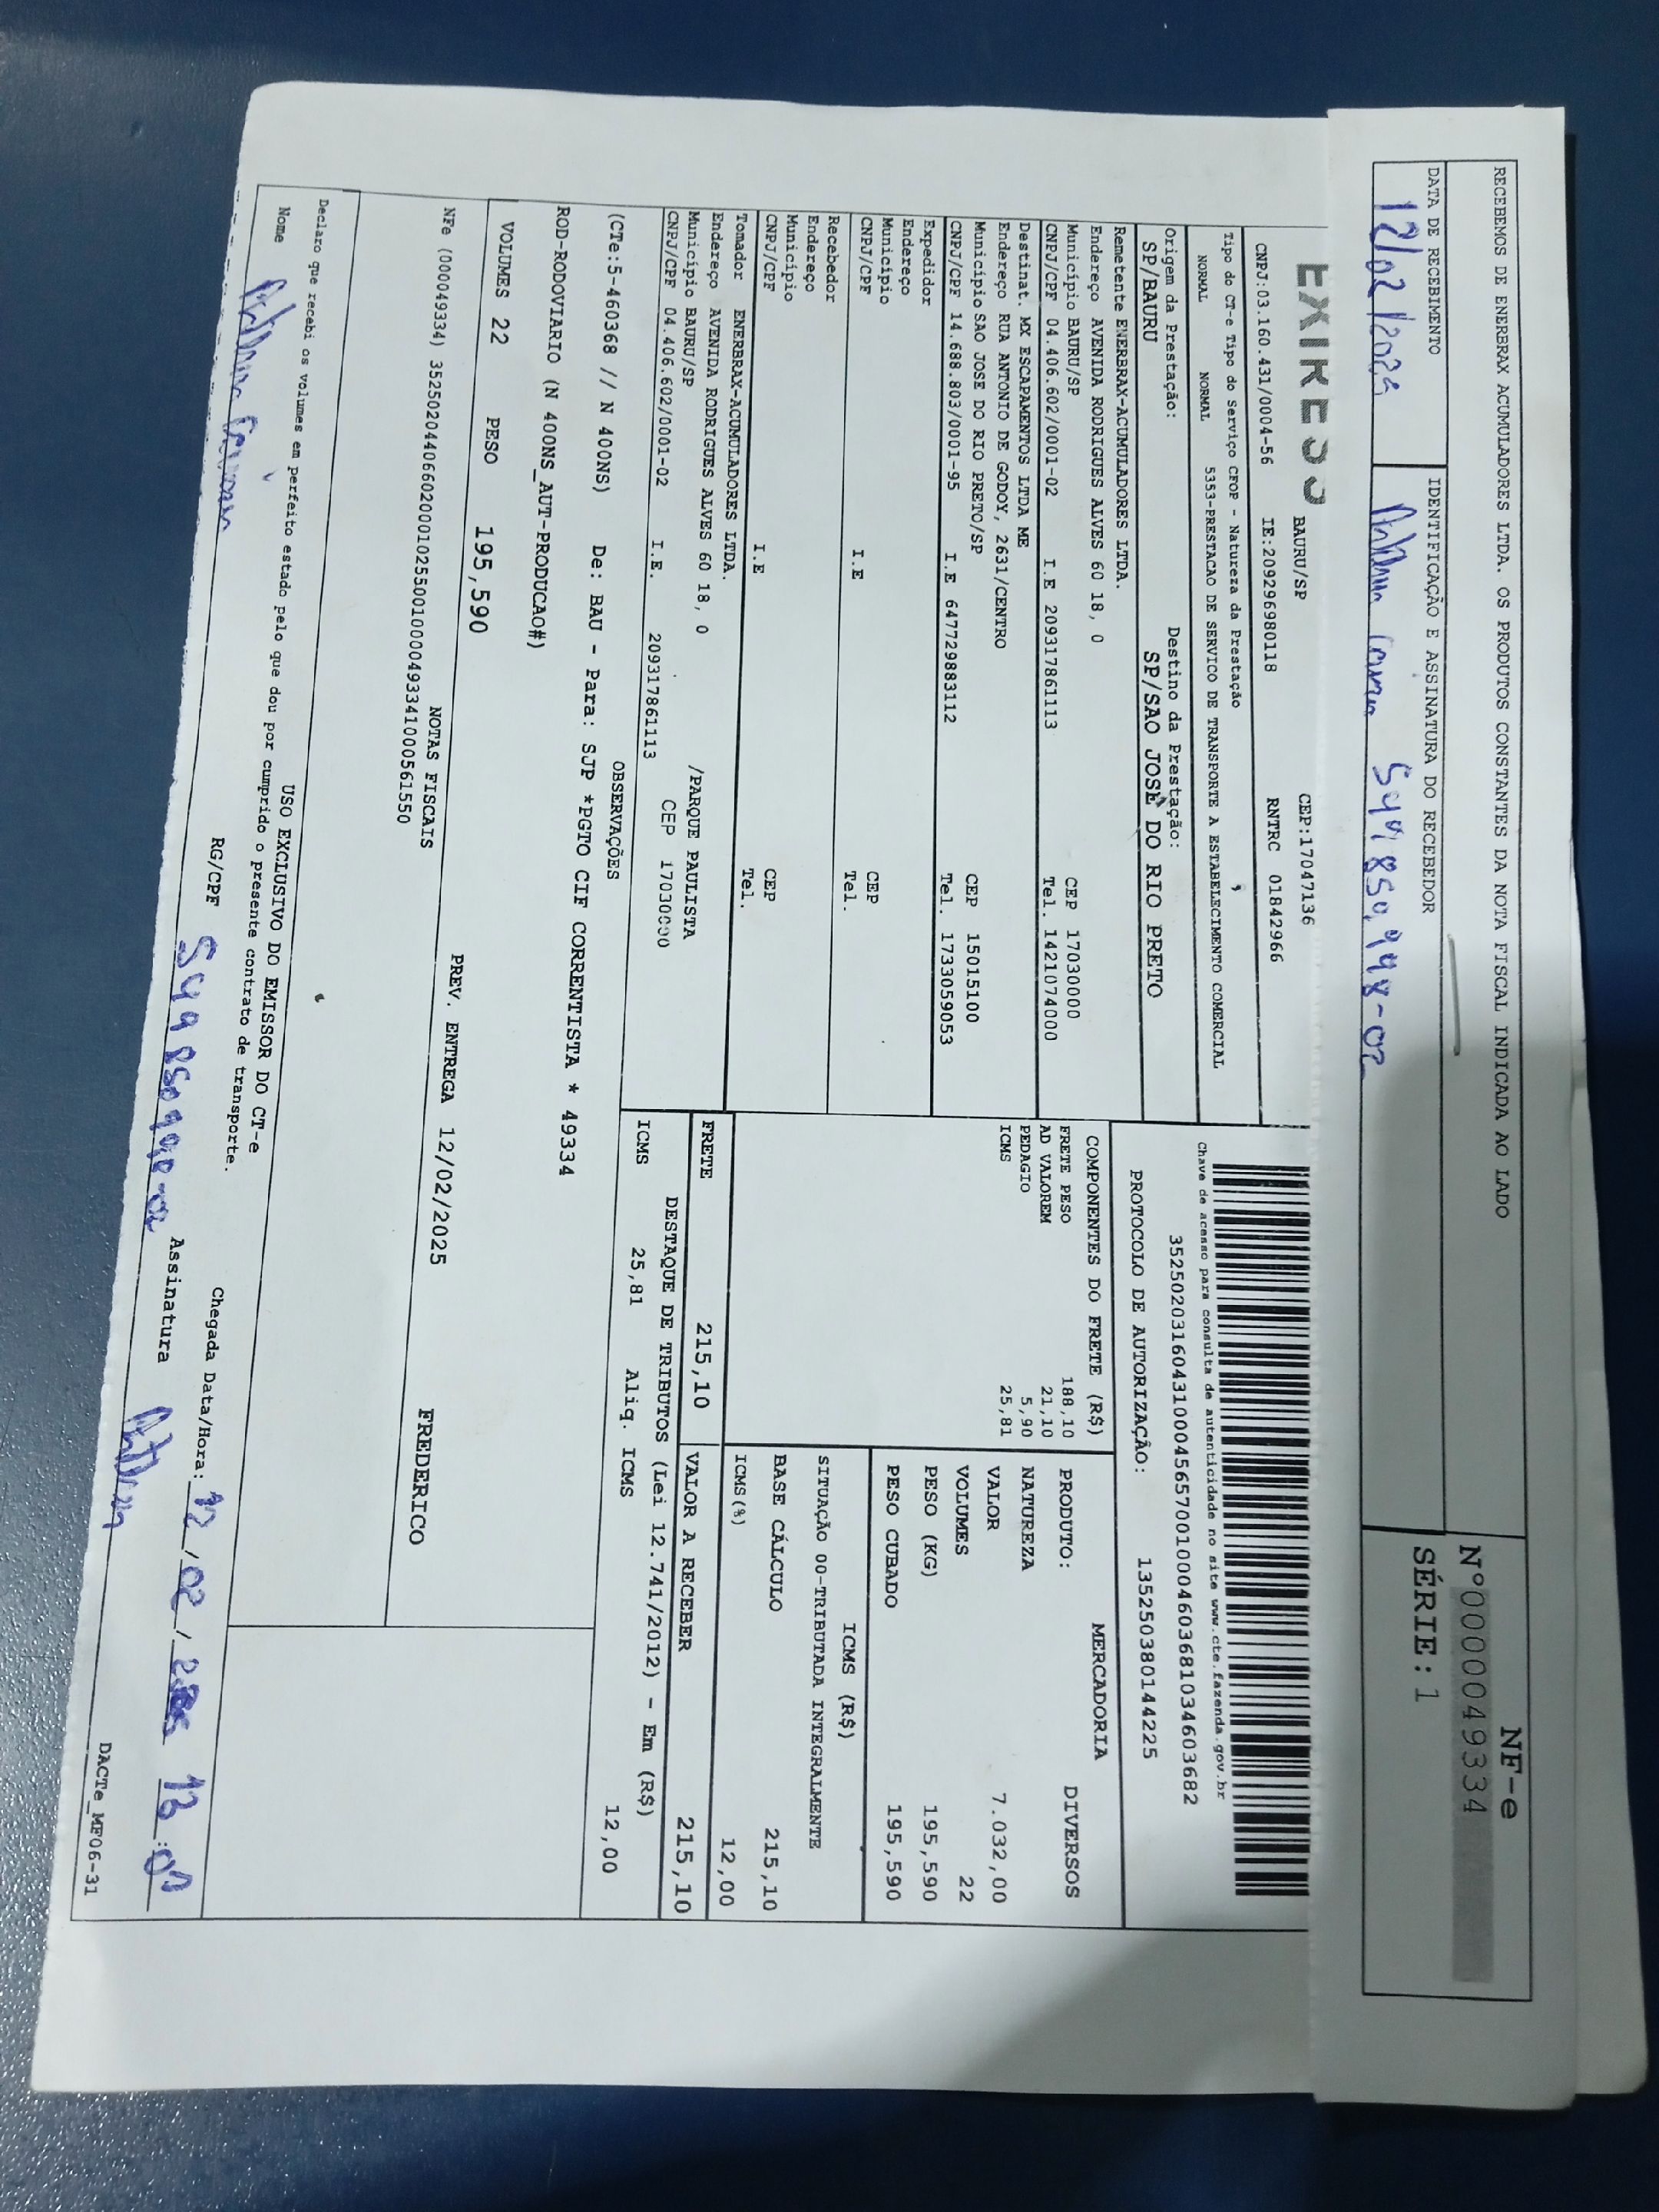 RECEBEMOS DE ENERBRAX ACUMULADORES LTDA. OS PRODUTOS CONSTANTES DA NOTA FISCAL INDICADA AO LADO
NF-e
Nº000049334
SÉRIE: 1
DATA DE RECEBIMENTO
IDENTIFICAÇÃO E ASSINATURA DO RECEBEDOR
12/02/2025
BAURU/SP CEP:17047136
CNPJ:03.160.431/0004-56 IE:209296980118 RNTRC 01842966
Tipo do CT-e Tipo do Serviço CFOP - Natureza da Prestação
NORMAL NORMAL 5353-PRESTACAO DE SERVICO DE TRANSPORTE A ESTABELECIMENTO COMERCIAL
Chave de acesso para consulta de autenticidade no site www.cte.fazenda.gov.br
35250203160431000456570010004603681034603682
Origem da Prestação: Destino da Prestação:
SP/BAURU SP/SAO JOSE DO RIO PRETO
PROTOCOLO DE AUTORIZAÇÃO: 135250380144225
Remetente ENERBRAX-ACUMULADORES LTDA.
Endereço AVENIDA RODRIGUES ALVES 60 18, 0
Município BAURU/SP CEP 17030000
CNPJ/CPF 04.406.602/0001-02 I.E 209317861113 Tel. 1421074000
Destinat. MX ESCAPAMENTOS LTDA ME
Endereço RUA ANTONIO DE GODOY, 2631/CENTRO
Município SAO JOSE DO RIO PRETO/SP CEP 15015100
CNPJ/CPF 14.688.803/0001-95 I.E 647729883112 Tel. 1733059053
Expedidor
Endereço
Município CEP
CNPJ/CPF I.E Tel.
Recebedor
Endereço
Município CEP
CNPJ/CPF I.E Tel.
Tomador ENERBRAX-ACUMULADORES LTDA.
Endereço AVENIDA RODRIGUES ALVES 60 18, 0 /PARQUE PAULISTA
Município BAURU/SP CEP 17030000
CNPJ/CPF 04.406.602/0001-02 I.E. 209317861113
COMPONENTES DO FRETE (R$)
FRETE PESO 188,10
AD VALOREM 21,10
PEDAGIO 5,90
ICMS 25,81
MERCADORIA
PRODUTO: DIVERSOS
NATUREZA
VALOR 7.032,00
VOLUMES 22
PESO (KG) 195,590
PESO CUBADO 195,590
ICMS (R$)
SITUAÇÃO 00-TRIBUTADA INTEGRALMENTE
BASE CÁLCULO 215,10
ICMS(%) 12,00
FRETE 215,10 VALOR A RECEBER 215,10
DESTAQUE DE TRIBUTOS (Lei 12.741/2012) - Em (R$)
ICMS 25,81 Aliq. ICMS 12,00
OBSERVAÇÕES
(CTe:5-460368 // N 400NS) De: BAU - Para: SJP *PGTO CIF CORRENTISTA * 49334
ROD-RODOVIARIO (N 400NS_AUT-PRODUCAO#)
VOLUMES 22 PESO 195,590 PREV. ENTREGA 12/02/2025 FREDERICO
NOTAS FISCAIS
NFe (000049334) 35250204406602000102550010000493341000561550
USO EXCLUSIVO DO EMISSOR DO CT-e
Declaro que recebi os volumes em perfeito estado pelo que dou por cumprido o presente contrato de transporte.
Nome RG/CPF Chegada Data/Hora: 12/02/2025 13:00
Assinatura
DACTe_MF06-31